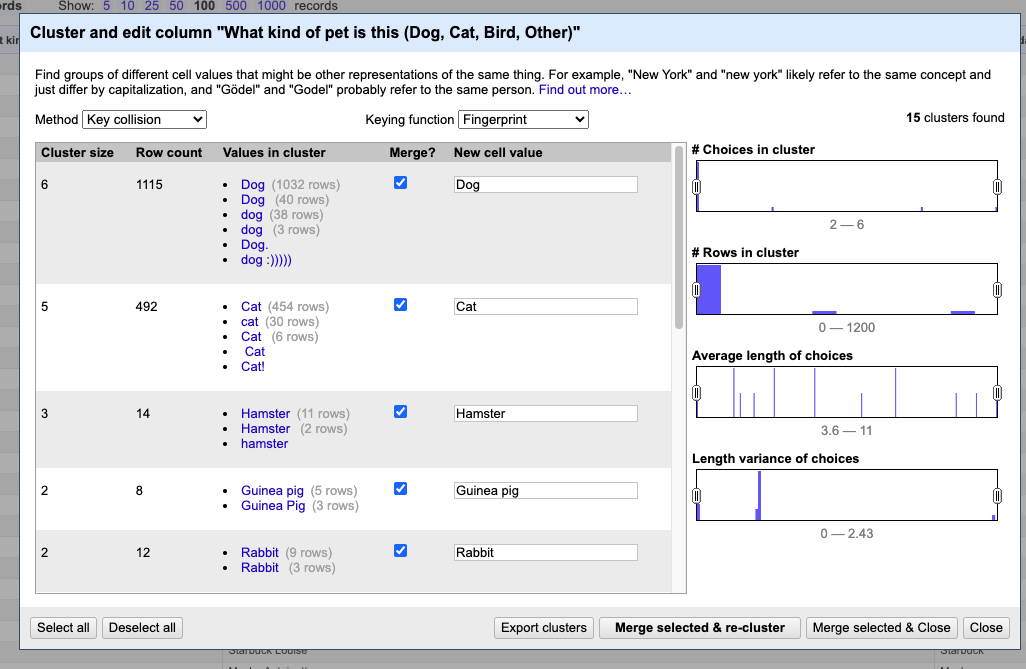 rds Show: 5 10 25 50 100 500 1000 records
Cluster and edit column "What kind of pet is this (Dog, Cat, Bird, Other)"
Find groups of different cell values that might be other representations of the same thing. For example, "New York" and "new york" likely refer to the same concept and
just differ by capitalization, and "Gödel" and "Godel" probably refer to the same person. Find out more…
Method Key collision Keying function Fingerprint 15 clusters found
Cluster size Row count Values in cluster Merge? New cell value
6 1115 • Dog (1032 rows) Dog
• Dog (40 rows)
• dog (38 rows)
• dog (3 rows)
• Dog.
• dog :)))))
5 492 • Cat (454 rows) Cat
• cat (30 rows)
• Cat (6 rows)
• Cat
• Cat!
3 14 • Hamster (11 rows) Hamster
• Hamster (2 rows)
• hamster
2 8 • Guinea pig (5 rows) Guinea pig
• Guinea Pig (3 rows)
2 12 • Rabbit (9 rows) Rabbit
• Rabbit (3 rows)
# Choices in cluster
2 — 6
# Rows in cluster
0 — 1200
Average length of choices
3.6 — 11
Length variance of choices
0 — 2.43
Select all Deselect all Export clusters Merge selected & re-cluster Merge selected & Close Close
Starbuck Louise Starbuck